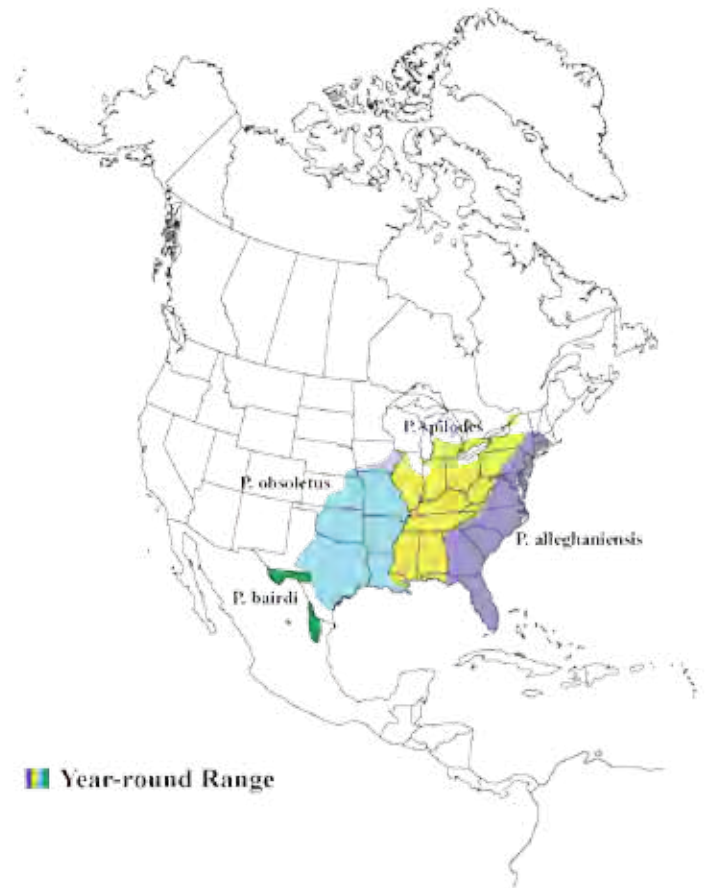 P. spilodes
P. obsoletus
P. alleghaniensis
P. bairdi
Year-round Range